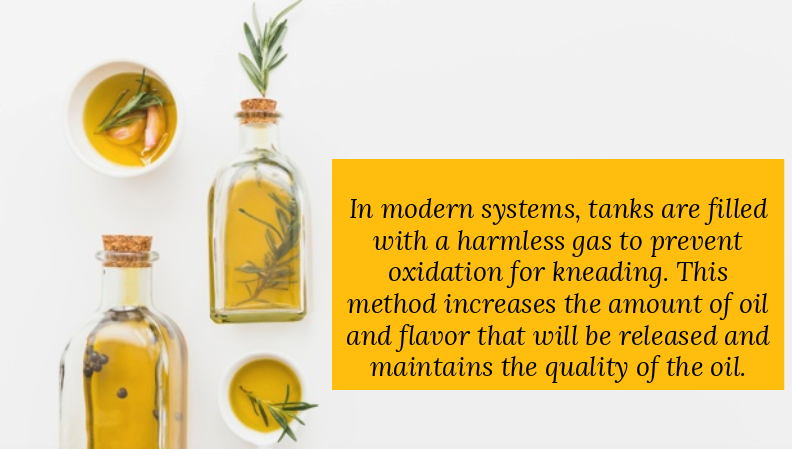 In modern systems, tanks are filled
with a harmless gas to prevent
oxidation for kneading. This
method increases the amount of oil
and flavor that will be released and
maintains the quality of the oil.